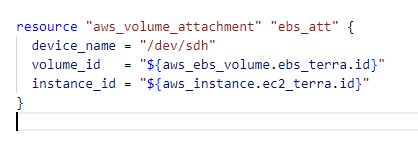 resource "aws_volume_attachment" "ebs_att" {
  device_name = "/dev/sdh"
  volume_id   = "${aws_ebs_volume.ebs_terra.id}"
  instance_id = "${aws_instance.ec2_terra.id}"
}